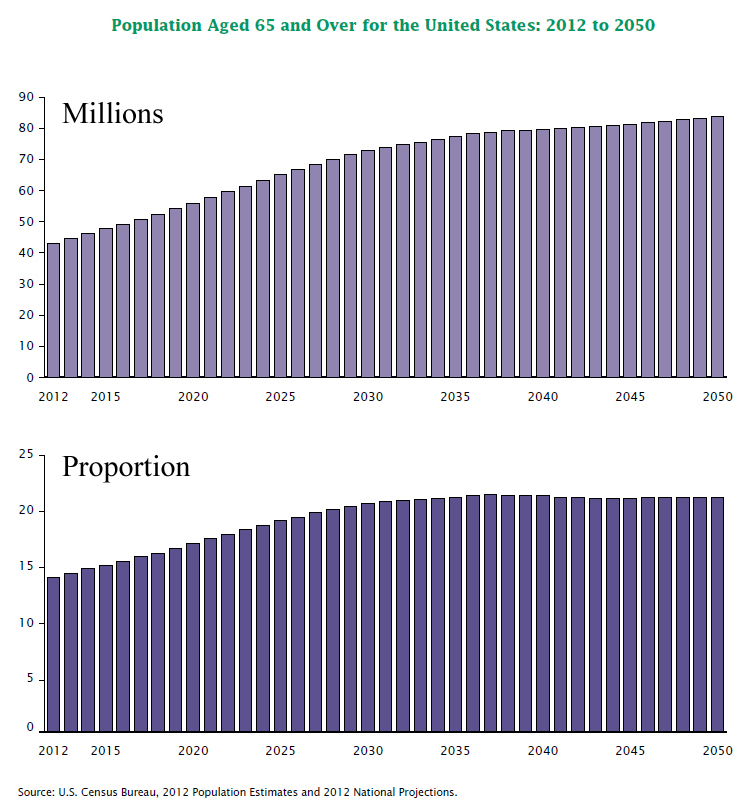 Population Aged 65 and Over for the United States: 2012 to 2050
Millions
90
80
70
60
50
40
30
20
10
0
2012 2015 2020 2025 2030 2035 2040 2045 2050
Proportion
25
20
15
10
5
0
2012 2015 2020 2025 2030 2035 2040 2045 2050
Source: U.S. Census Bureau, 2012 Population Estimates and 2012 National Projections.